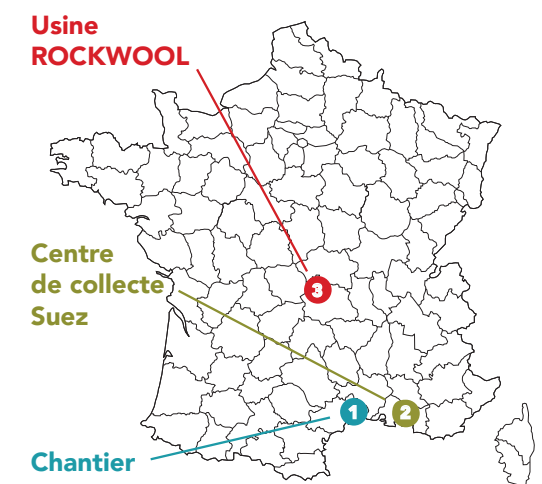 Usine
ROCKWOOL
Centre
de collecte
Suez
3
1
2
Chantier